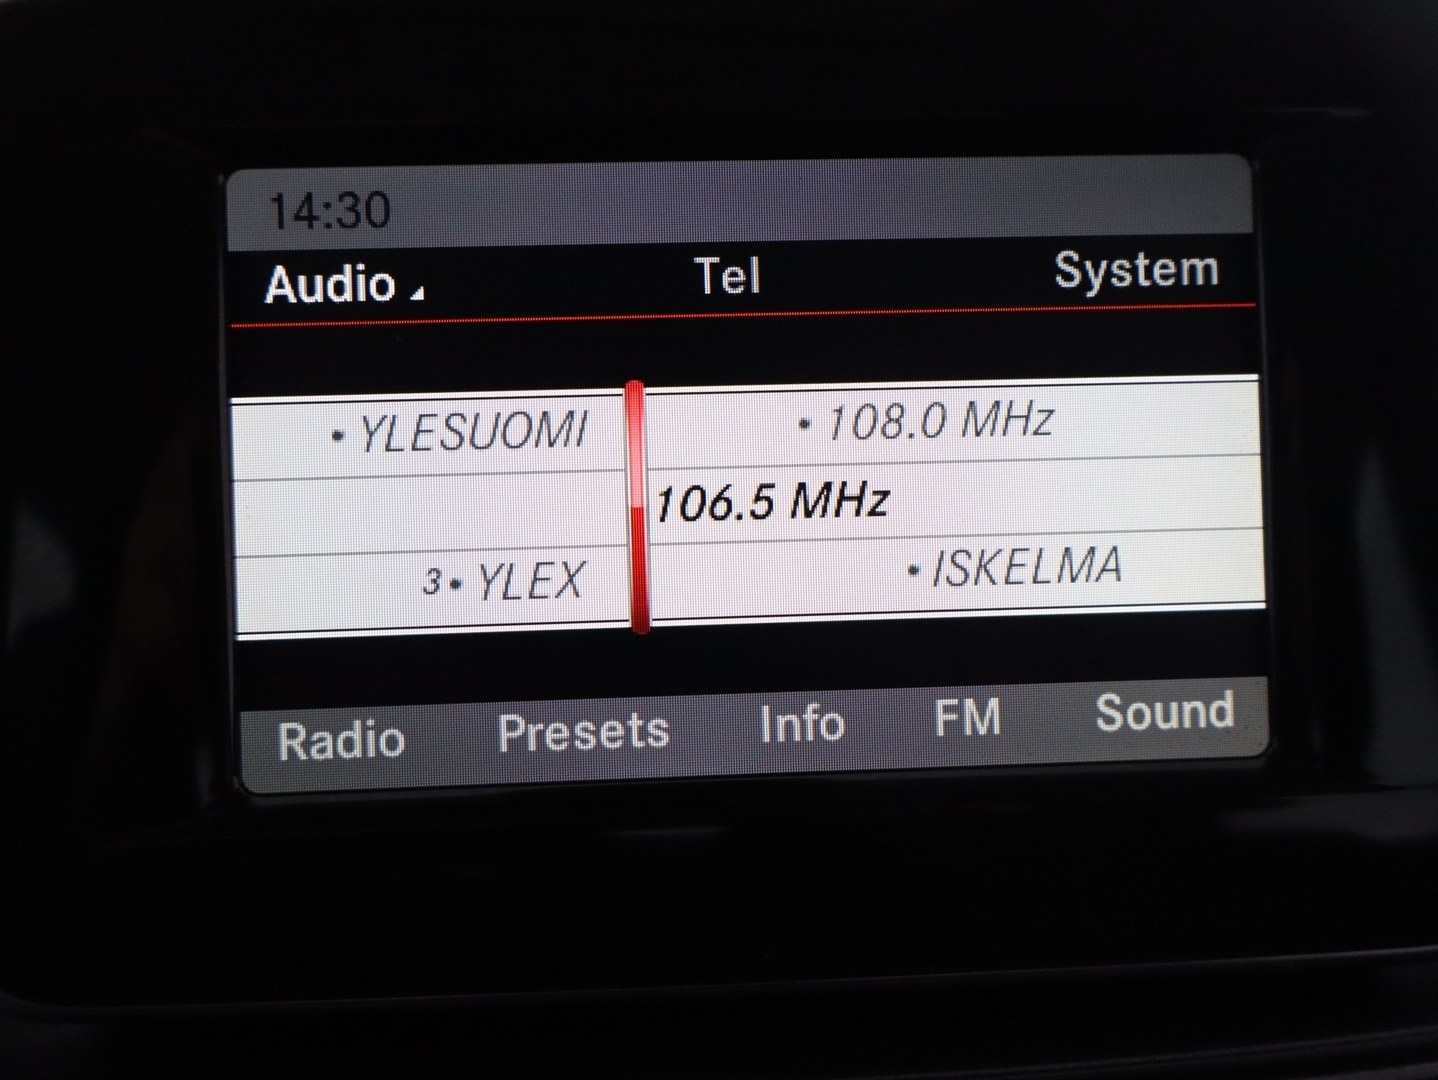 14:30
Audio Tel System
• YLESUOMI • 108.0 MHz
106.5 MHz
3• YLEX • ISKELMA
Radio Presets Info FM Sound